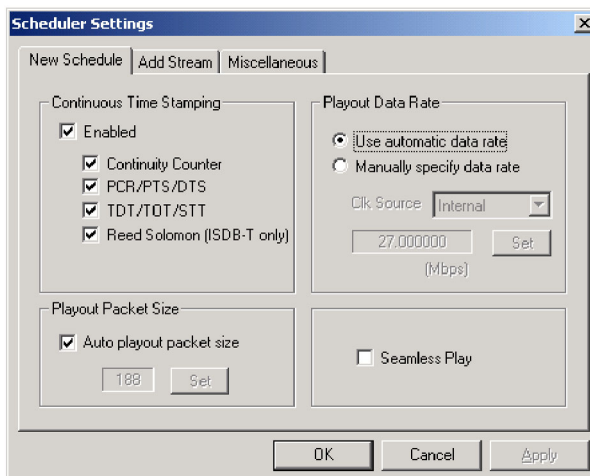 Scheduler Settings
New Schedule
Add Stream
Miscellaneous
Continuous Time Stamping
Enabled
Continuity Counter
PCR/PTS/DTS
TDT/TOT/STT
Reed Solomon (ISDB-T only)
Playout Data Rate
Use automatic data rate
Manually specify data rate
Clk Source
Internal
27.000000
Set
(Mbps)
Playout Packet Size
Auto playout packet size
188
Set
Seamless Play
OK
Cancel
Apply